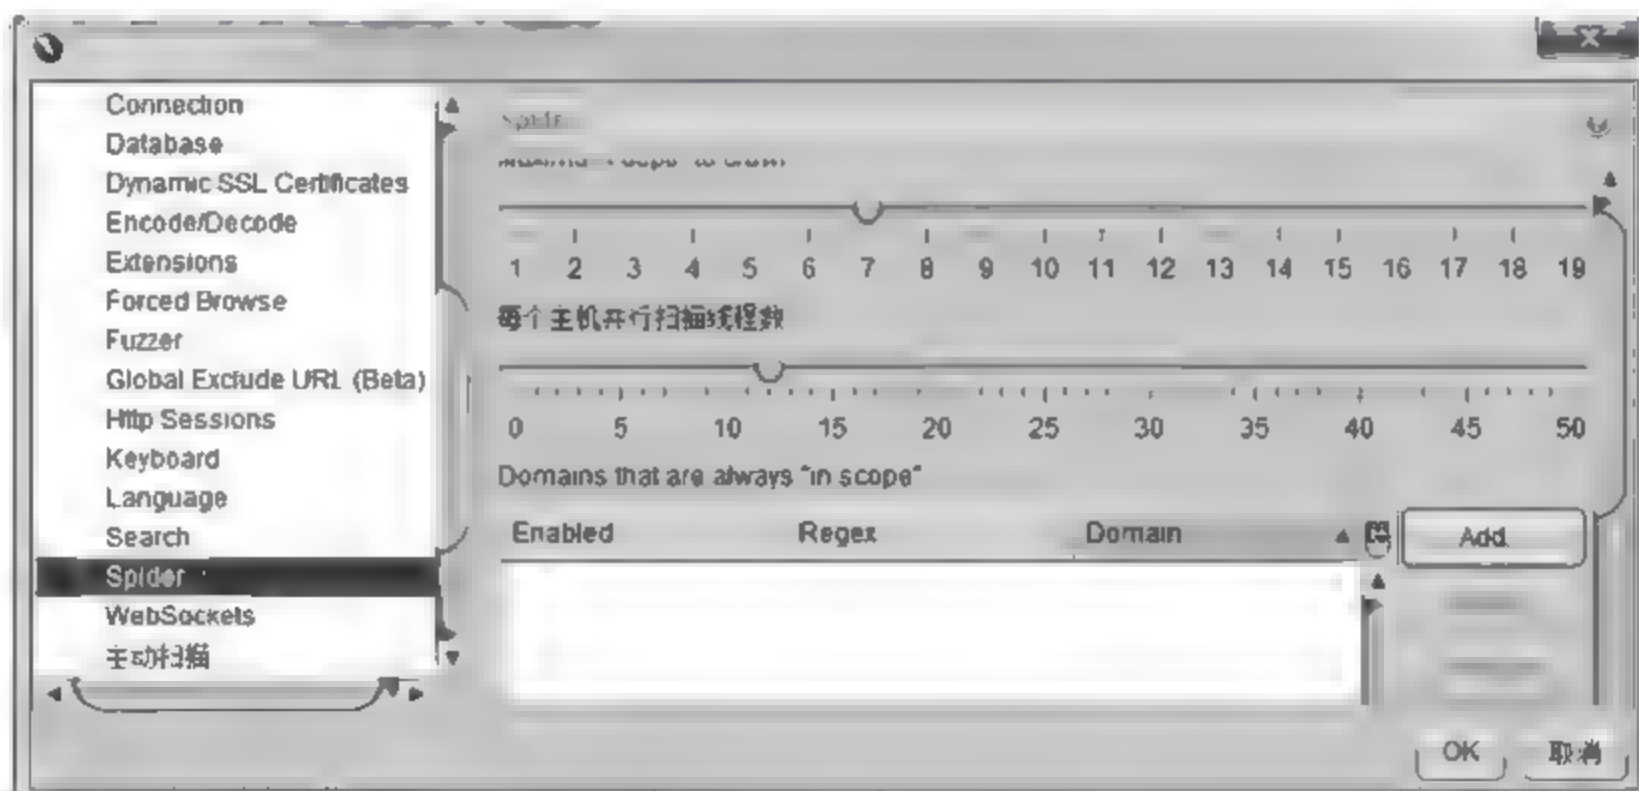 Connection
Database
Dynamic SSL Certificates
Encode/Decode
Extensions
Forced Browse
Fuzzer
Global Exclude URL (Beta)
Http Sessions
Keyboard
Language
Search
Spider
WebSockets
主动扫描
Spider
to crawl
1 2 3 4 5 6 7 8 9 10 11 12 13 14 15 16 17 18 19
每个主机并行扫描线程数
0 5 10 15 20 25 30 35 40 45 50
Domains that are always "in scope"
Enabled Regex Domain
Add.
OK 取消